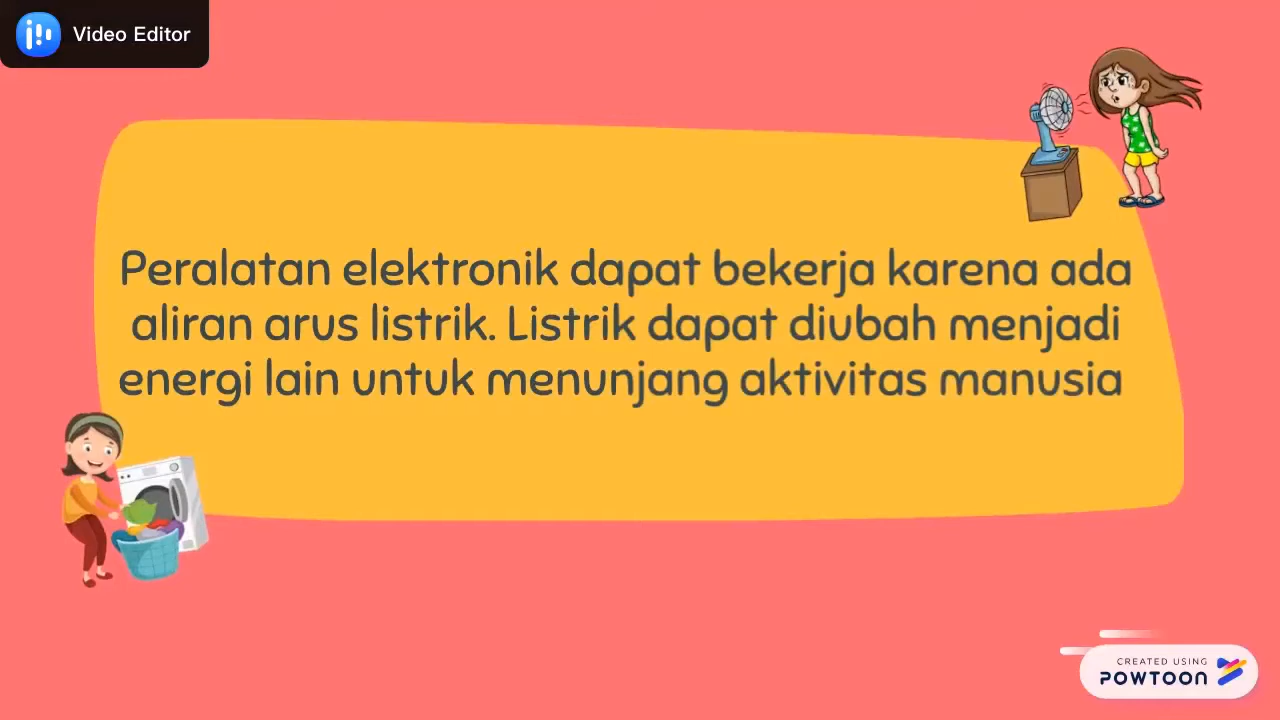 Video Editor
Peralatan elektronik dapat bekerja karena ada
aliran arus listrik. Listrik dapat diubah menjadi
energi lain untuk menunjang aktivitas manusia
CREATED USING
POWTOON